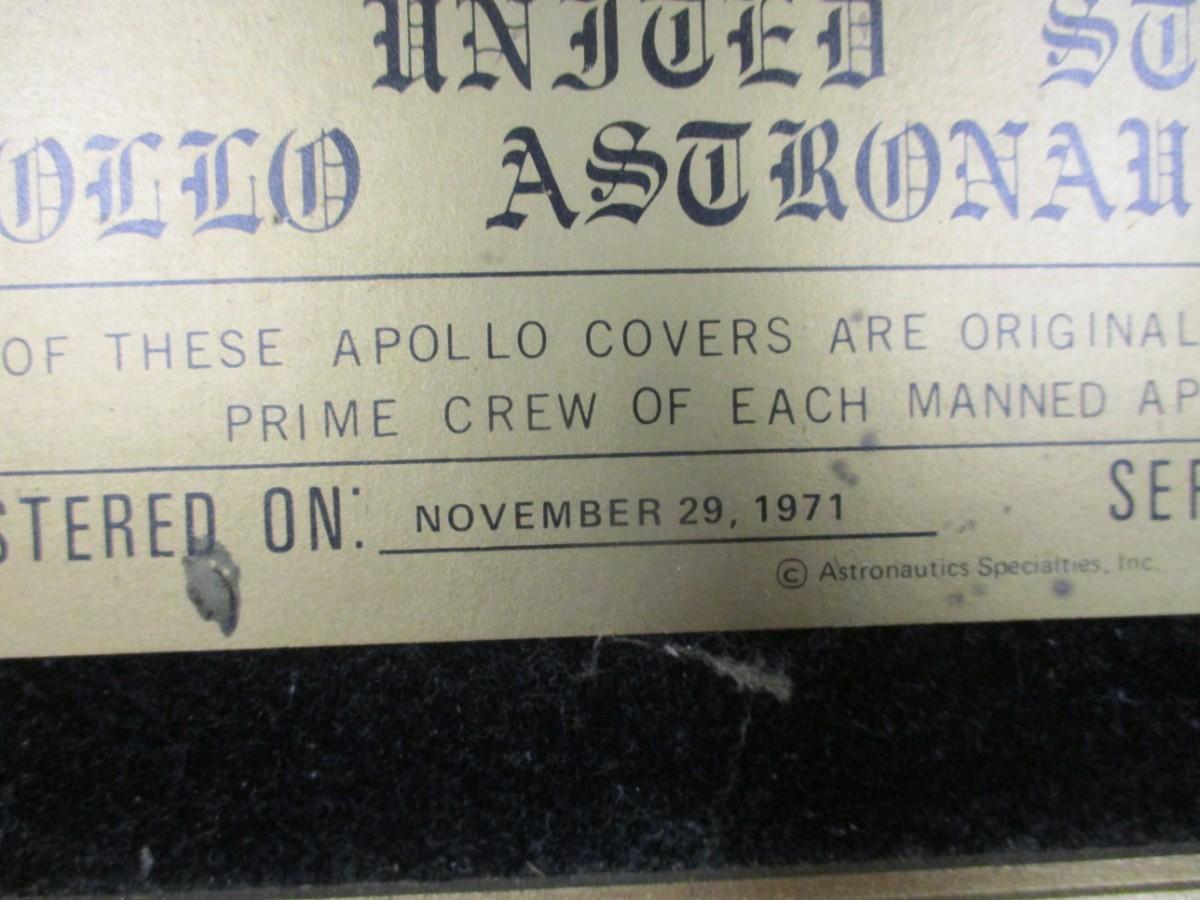 UNITED ST
OLLO ASTRONAU
OF THESE APOLLO COVERS ARE ORIGINAL
PRIME CREW OF EACH MANNED AP
STERED ON: NOVEMBER 29, 1971 SER
© Astronautics Specialties, Inc.